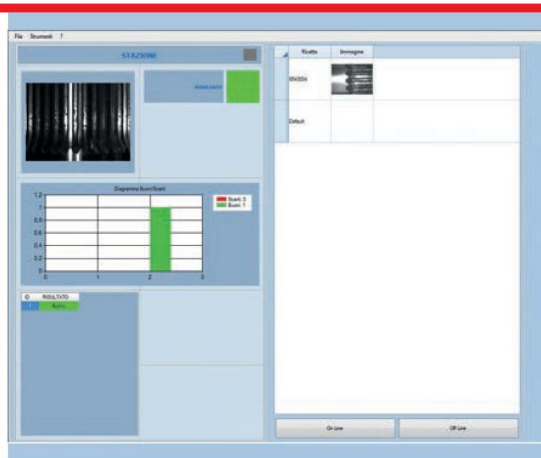 File Strumenti ?
STAZIONE
Ricetta Immagine
Default
Diagramma Buoni/Scarti
Scarti: 0
Buoni: 1
1.2
1
0.8
0.6
0.4
0.2
0
0 1 2 3
ID RISULTATO
1 Buono
On Line Off Line